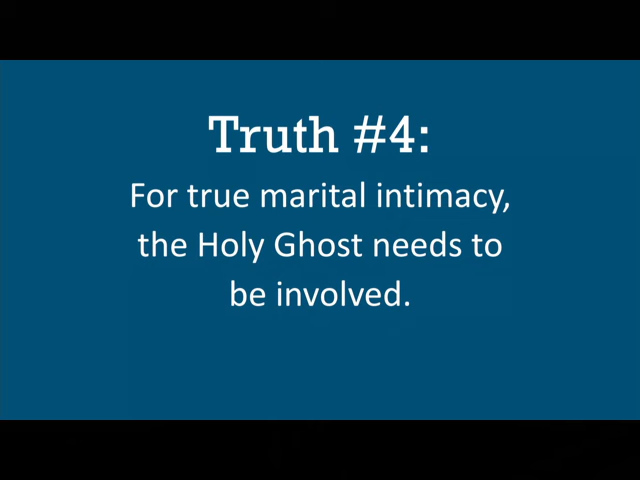 Truth #4:
For true marital intimacy,
the Holy Ghost needs to
be involved.